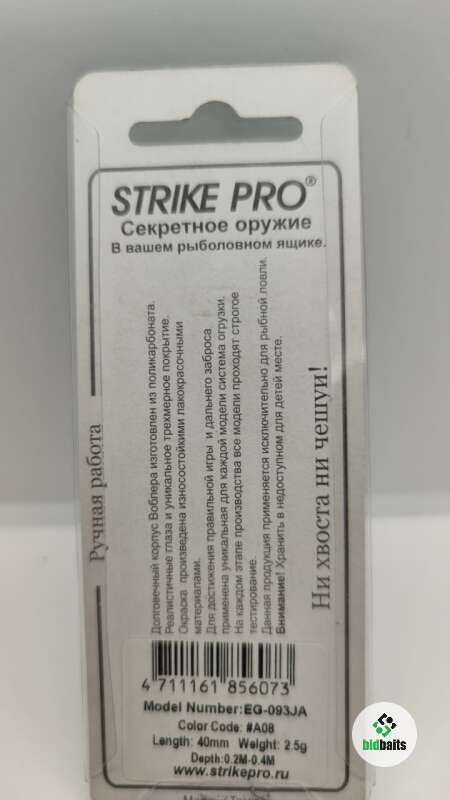 STRIKE PRO®
Секретное оружие
В вашем рыболовном ящике.
Ручная работа
Долговечный корпус Воблера изготовлен из поликарбоната.
Реалистичные глаза и уникальное трехмерное покрытие.
Окраска произведена износостойкими лакокрасочными
материалами.
Для достижения правильной игры и дальнего заброса
применена уникальная для каждой модели система огрузки.
На каждом этапе производства все модели проходят строгое
тестирование.
Данная продукция применяется исключительно для рыбной ловли.
Внимание! Хранить в недоступном для детей месте.
Ни хвоста ни чешуи!
4 711161 856073
Model Number:EG-093JA
Color Code: #A08
Length: 40mm Weight: 2.5g
Depth:0.2M-0.4M
www.strikepro.ru
bidbaits